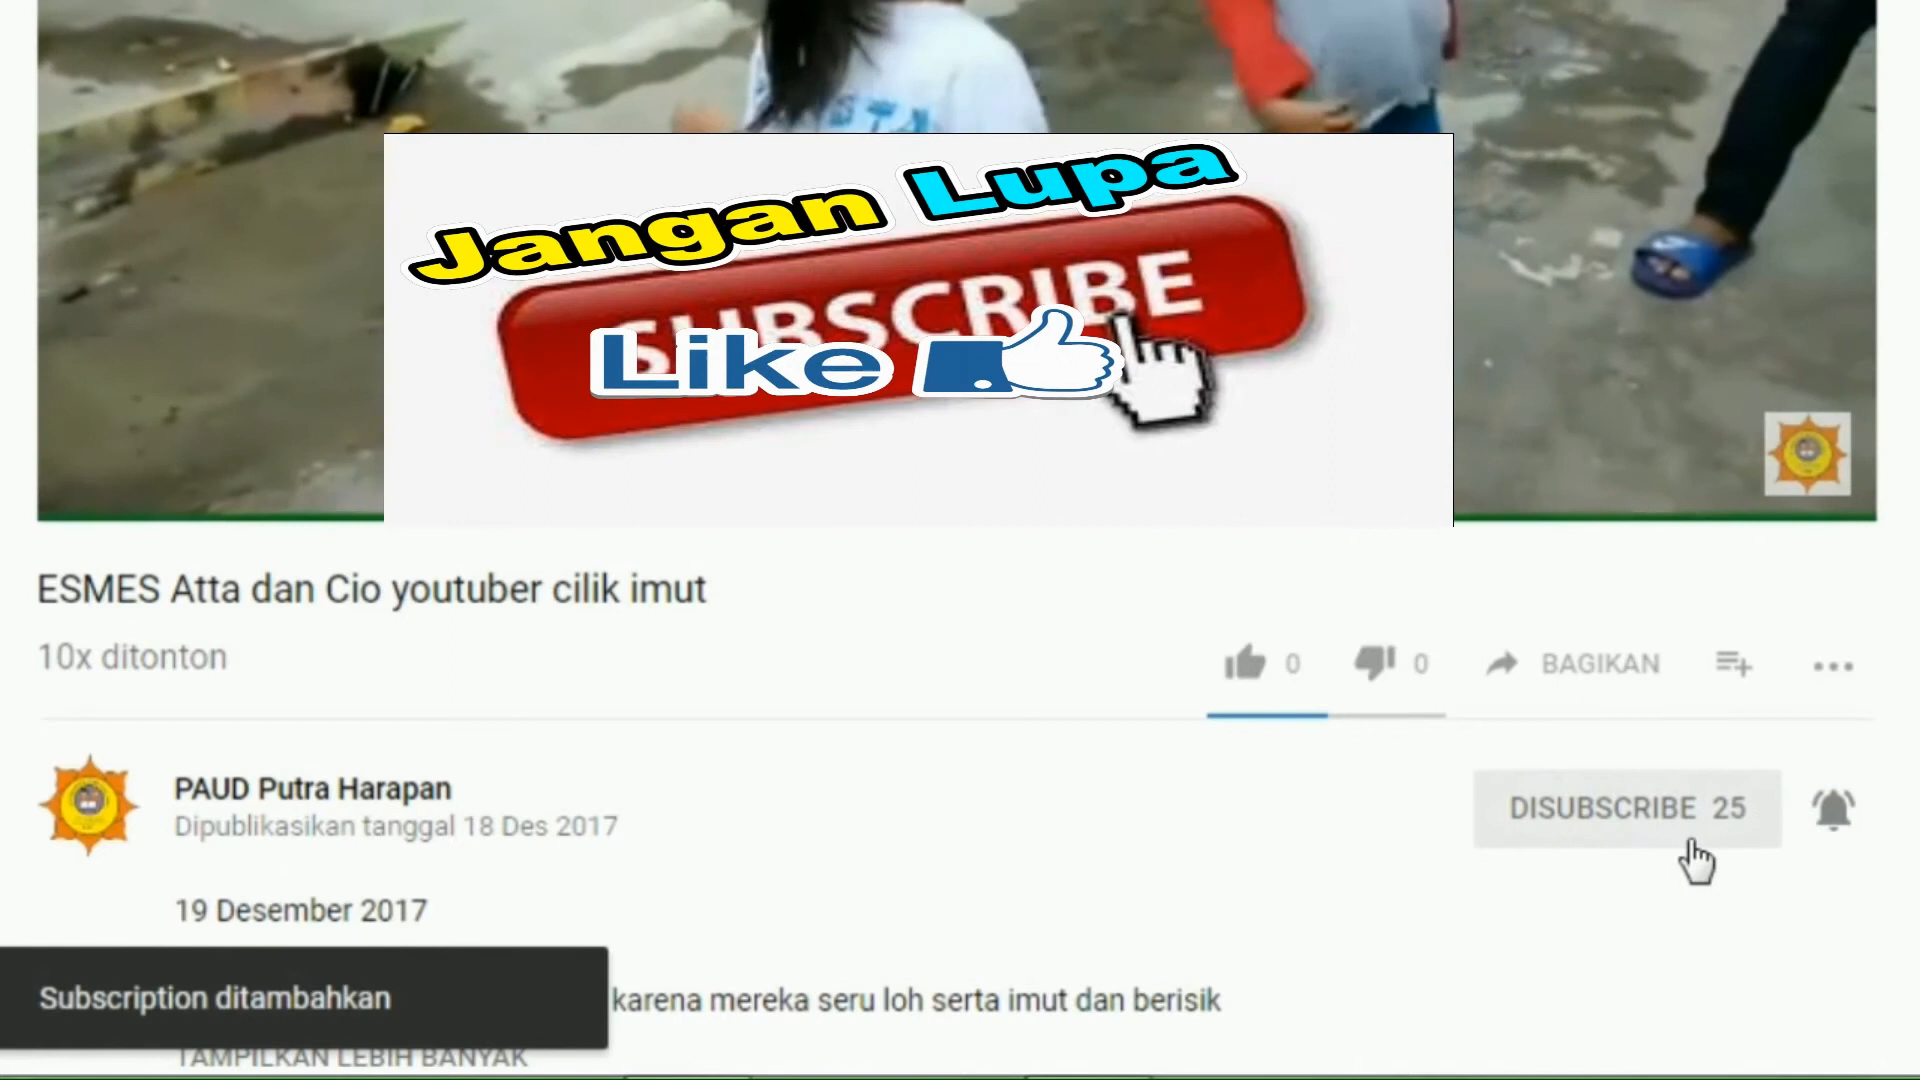 Jangan Lupa
SUBSCRIBE
Like
ESMES Atta dan Cio youtuber cilik imut
10x ditonton
0
0
BAGIKAN
PAUD Putra Harapan
Dipublikasikan tanggal 18 Des 2017
DISUBSCRIBE 25
19 Desember 2017
Subscription ditambahkan
karena mereka seru loh serta imut dan berisik
TAMPILKAN LEBIH BANYAK